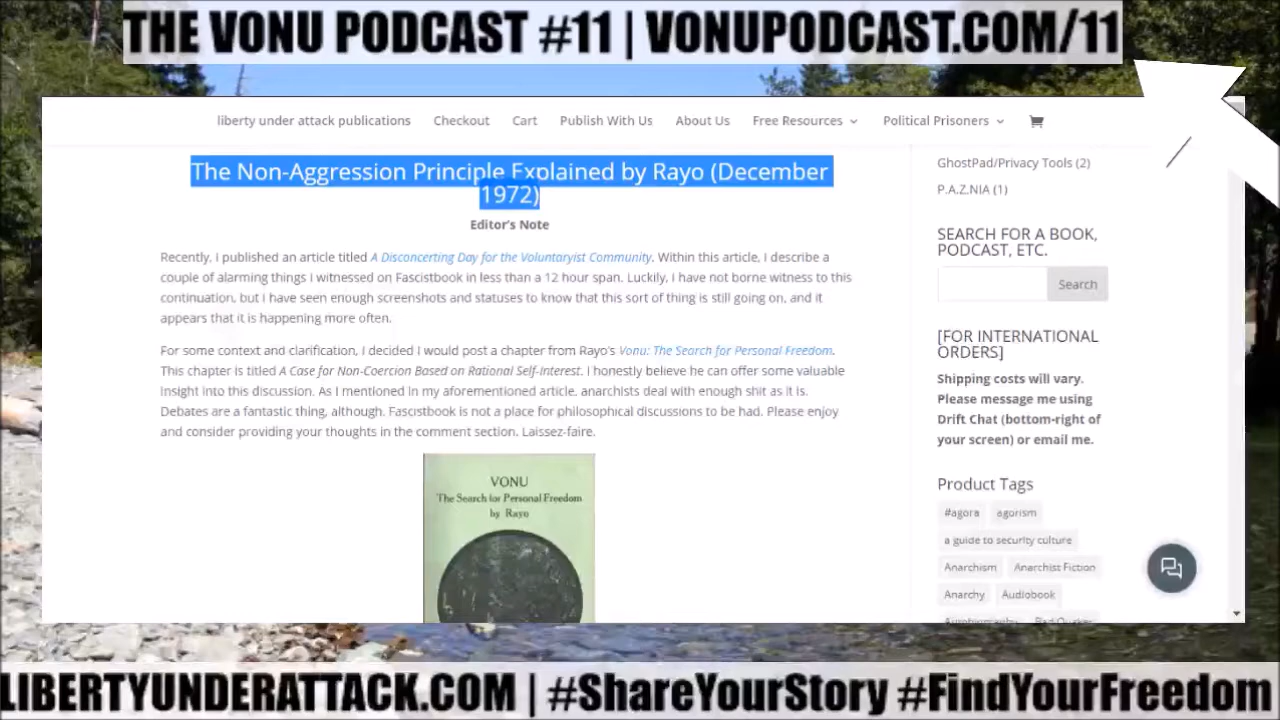 THE VONU PODCAST #11 | VONUPODCAST.COM/11
liberty under attack publications Checkout Cart Publish With Us About Us Free Resources Political Prisoners
The Non-Aggression Principle Explained by Rayo (December
1972)
Editor's Note
Recently, I published an article titled A Disconcerting Day for the Voluntaryist Community. Within this article, I describe a
couple of alarming things I witnessed on Fascistbook in less than a 12 hour span. Luckily, I have not borne witness to this
continuation, but I have seen enough screenshots and statuses to know that this sort of thing is still going on, and it
appears that it is happening more often.
For some context and clarification, I decided I would post a chapter from Rayo's Vonu: The Search for Personal Freedom.
This chapter is titled A Case for Non-Coercion Based on Rational Self-Interest. I honestly believe he can offer some valuable
insight into this discussion. As I mentioned in my aforementioned article, anarchists deal with enough shit as it is.
Debates are a fantastic thing, although. Fascistbook is not a place for philosophical discussions to be had. Please enjoy
and consider providing your thoughts in the comment section. Laissez-faire.
VONU
The Search for Personal Freedom
by Rayo
GhostPad/Privacy Tools (2)
P.A.Z.NIA (1)
SEARCH FOR A BOOK,
PODCAST, ETC.
Search
[FOR INTERNATIONAL
ORDERS]
Shipping costs will vary.
Please message me using
Drift Chat (bottom-right of
your screen) or email me.
Product Tags
#agora agorism
a guide to security culture
Anarchism Anarchist Fiction
Anarchy Audiobook
LIBERTYUNDERATTACK.COM | #ShareYourStory #FindYourFreedom